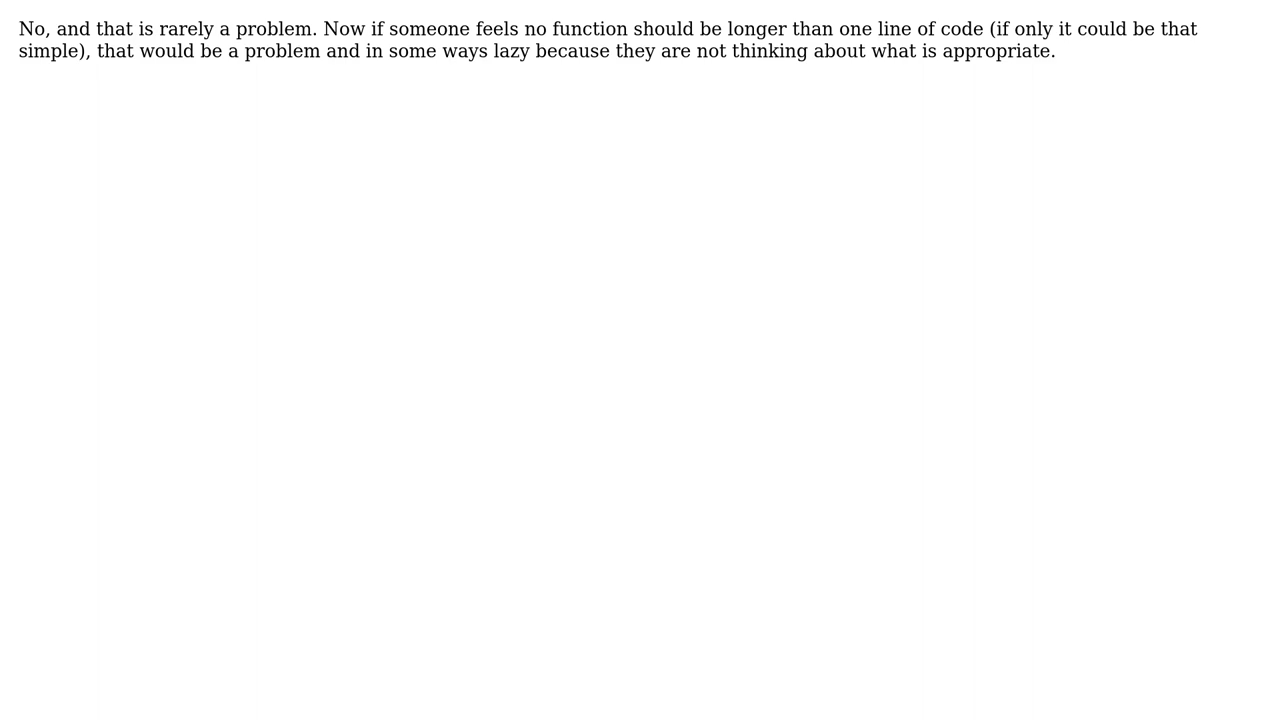 No, and that is rarely a problem. Now if someone feels no function should be longer than one line of code (if only it could be that
simple), that would be a problem and in some ways lazy because they are not thinking about what is appropriate.